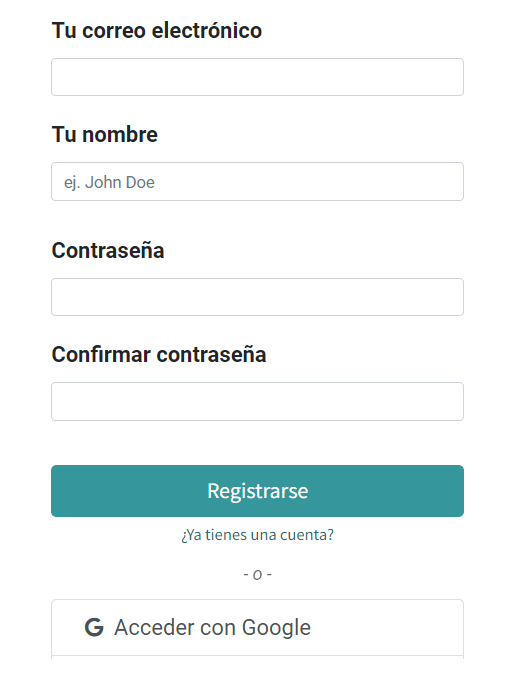 Tu correo electrónico
Tu nombre
ej. John Doe
Contraseña
Confirmar contraseña
Registrarse
¿Ya tienes una cuenta?
- o -
G Acceder con Google